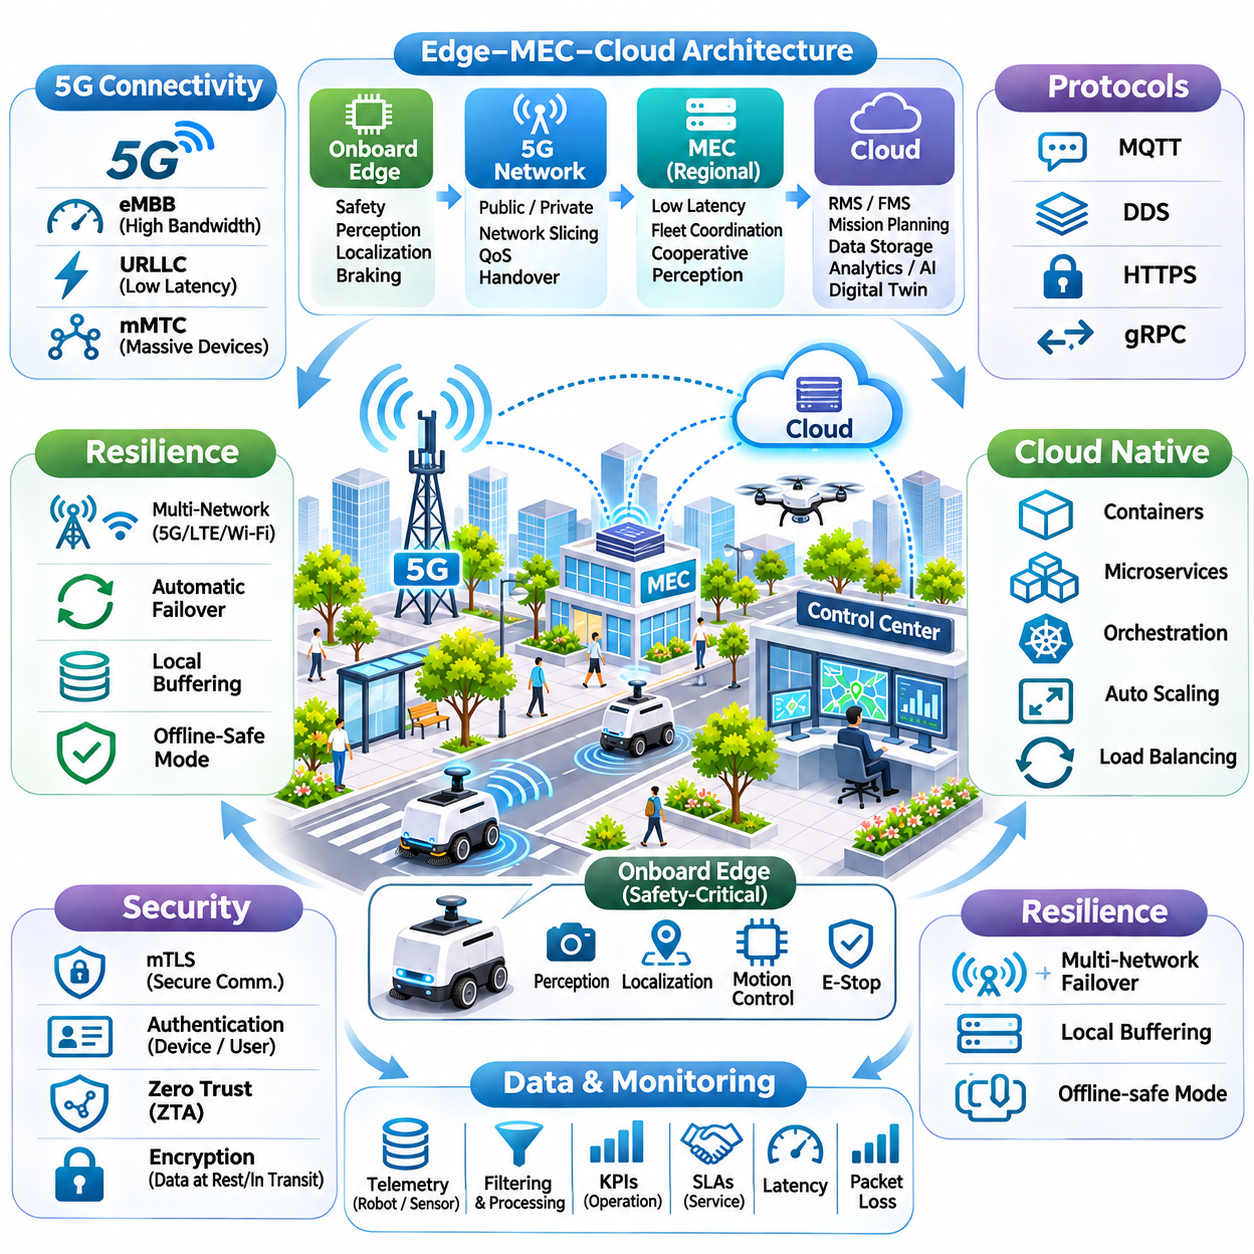 Edge–MEC–Cloud Architecture
5G Connectivity
5G
eMBB
(High Bandwidth)
URLLC
(Low Latency)
mMTC
(Massive Devices)
Onboard
Edge
Safety
Perception
Localization
Braking
5G
Network
Public / Private
Network Slicing
QoS
Handover
MEC
(Regional)
Low Latency
Fleet Coordination
Cooperative
Perception
Cloud
RMS / FMS
Mission Planning
Data Storage
Analytics / AI
Digital Twin
Protocols
MQTT
DDS
HTTPS
gRPC
Resilience
Multi-Network
(5G/LTE/Wi-Fi)
Automatic
Failover
Local
Buffering
Offline-Safe
Mode
Cloud
5G
MEC
Control Center
Cloud Native
Containers
Microservices
Orchestration
Auto Scaling
Load Balancing
Onboard Edge
(Safety-Critical)
Perception
Localization
Motion
Control
E-Stop
Security
mTLS
(Secure Comm.)
Authentication
(Device / User)
Zero Trust
(ZTA)
Encryption
(Data at Rest/In Transit)
Resilience
Multi-Network
Failover
Local Buffering
Offline-safe Mode
Data & Monitoring
Telemetry
(Robot / Sensor)
Filtering
& Processing
KPIs
(Operation)
SLAs
(Service)
Latency
Packet
Loss